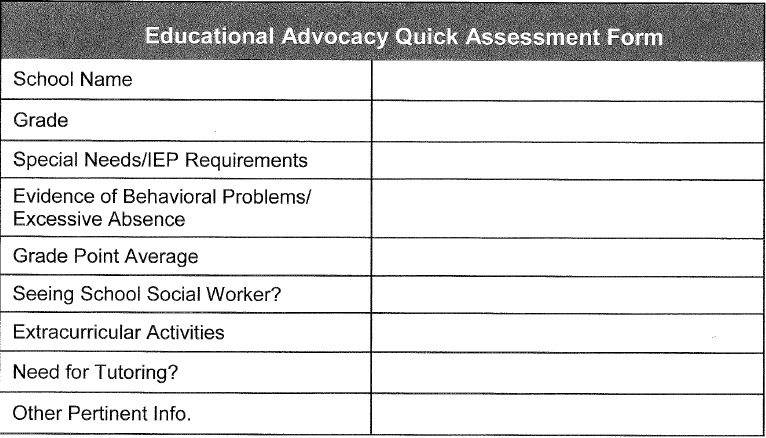 Educational Advocacy Quick Assessment Form
School Name
Grade
Special Needs/IEP Requirements
Evidence of Behavioral Problems/
Excessive Absence
Grade Point Average
Seeing School Social Worker?
Extracurricular Activities
Need for Tutoring?
Other Pertinent Info.